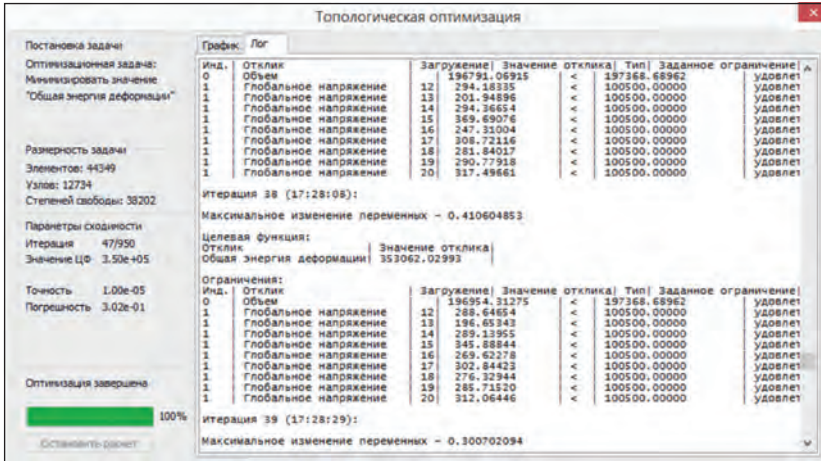 Топологическая оптимизация
Постановка задачи
Оптимизационная задача:
Минимизировать значение
"Общая энергия деформации"
Размерность задачи
Элементов: 44349
Узлов: 12734
Степеней свободы: 38202
Параметры сходимости
Итерация 47/950
Значение ЦФ 3.50e+05
Точность 1.00e-05
Погрешность 3.02e-01
Оптимизация завершена
100%
Остановить расчет
График Лог
Инд.| Отклик | Загружение| Значение отклика| Тип| Заданное ограничение|
0 | Объем | | 196791.06915 | < | 197368.68962 | удовлет
1 | Глобальное напряжение | 12| 294.18335 | < | 100500.00000 | удовлет
1 | Глобальное напряжение | 13| 201.94896 | < | 100500.00000 | удовлет
1 | Глобальное напряжение | 14| 294.36654 | < | 100500.00000 | удовлет
1 | Глобальное напряжение | 15| 369.69076 | < | 100500.00000 | удовлет
1 | Глобальное напряжение | 16| 247.31004 | < | 100500.00000 | удовлет
1 | Глобальное напряжение | 17| 308.72116 | < | 100500.00000 | удовлет
1 | Глобальное напряжение | 18| 281.84017 | < | 100500.00000 | удовлет
1 | Глобальное напряжение | 19| 290.77918 | < | 100500.00000 | удовлет
1 | Глобальное напряжение | 20| 317.49661 | < | 100500.00000 | удовлет
Итерация 38 (17:28:08):
Максимальное изменение переменных - 0.410604853
Целевая функция:
Отклик | Значение отклика|
Общая энергия деформации| 353062.02993 |
Ограничения:
Инд.| Отклик | Загружение| Значение отклика| Тип| Заданное ограничение|
0 | Объем | | 196954.31275 | < | 197368.68962 | удовлет
1 | Глобальное напряжение | 12| 288.64654 | < | 100500.00000 | удовлет
1 | Глобальное напряжение | 13| 196.65343 | < | 100500.00000 | удовлет
1 | Глобальное напряжение | 14| 289.13955 | < | 100500.00000 | удовлет
1 | Глобальное напряжение | 15| 345.88844 | < | 100500.00000 | удовлет
1 | Глобальное напряжение | 16| 269.62278 | < | 100500.00000 | удовлет
1 | Глобальное напряжение | 17| 302.84423 | < | 100500.00000 | удовлет
1 | Глобальное напряжение | 18| 276.32944 | < | 100500.00000 | удовлет
1 | Глобальное напряжение | 19| 285.71520 | < | 100500.00000 | удовлет
1 | Глобальное напряжение | 20| 312.06446 | < | 100500.00000 | удовлет
Итерация 39 (17:28:29):
Максимальное изменение переменных - 0.300702094